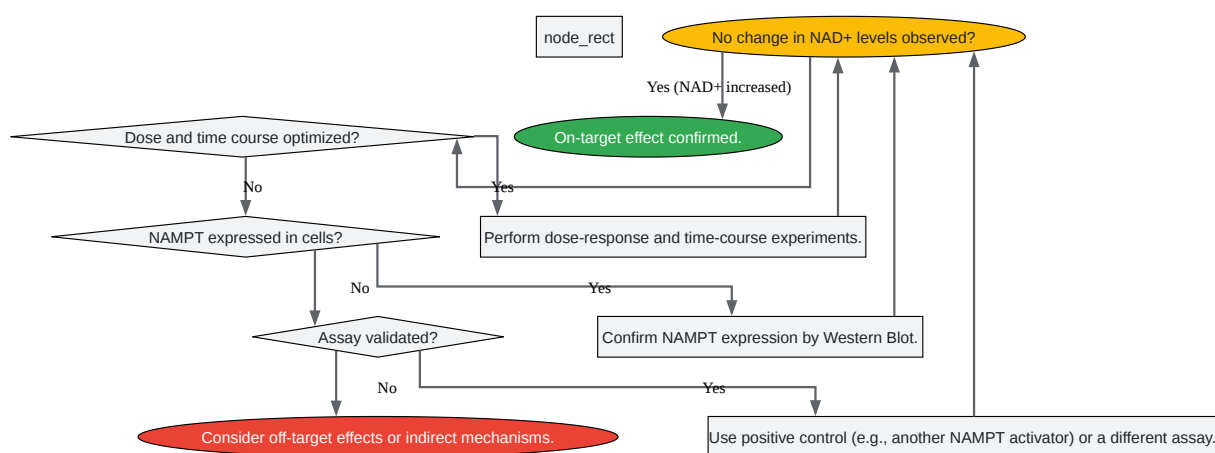 node_rect
No change in NAD+ levels observed?
Yes (NAD+ increased)
Dose and time course optimized?
On-target effect confirmed.
No
Yes
NAMPT expressed in cells?
Perform dose-response and time-course experiments.
No
Yes
Assay validated?
Confirm NAMPT expression by Western Blot.
No
Yes
Consider off-target effects or indirect mechanisms.
Use positive control (e.g., another NAMPT activator) or a different assay.